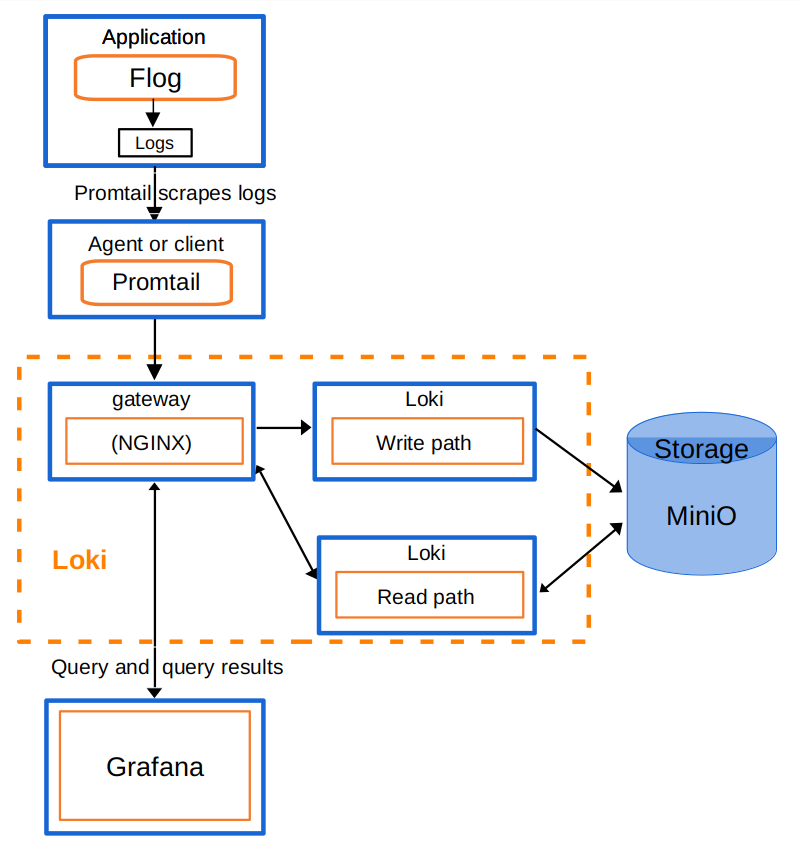 Application
Flog
Logs
Promtail scrapes logs
Agent or client
Promtail
gateway
(NGINX)
Loki
Write path
Storage
MiniO
Loki
Loki
Read path
Query and query results
Grafana